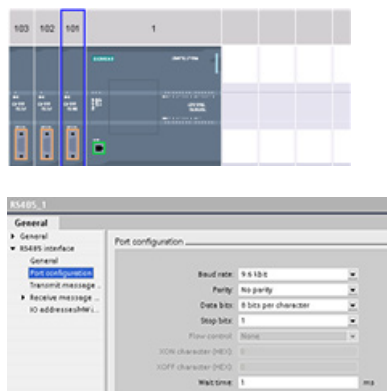 103 102 101 1
SIEMENS
RS485_1
General
General
RS485 interface
General
Port configuration
Transmit message ..
Receive message ...
Port configuration
Baud rate: 9.6 kbit
Parity: No parity
Data bits: 8 bits per character
Stop bits: 1
Flow control: None
XON character (HEX): 
XOFF character (HEX): 
Wait time: 1 ms